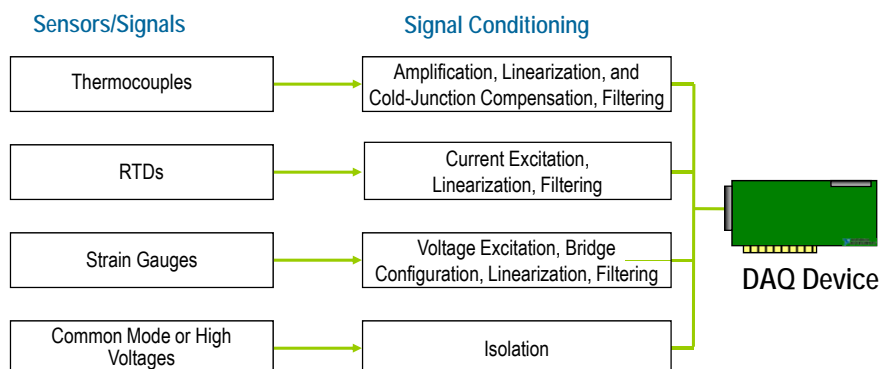 Sensors/Signals
Signal Conditioning
Thermocouples
Amplification, Linearization, and
Cold-Junction Compensation, Filtering
RTDs
Current Excitation,
Linearization, Filtering
Strain Gauges
Voltage Excitation, Bridge
Configuration, Linearization, Filtering
DAQ Device
Common Mode or High
Voltages
Isolation